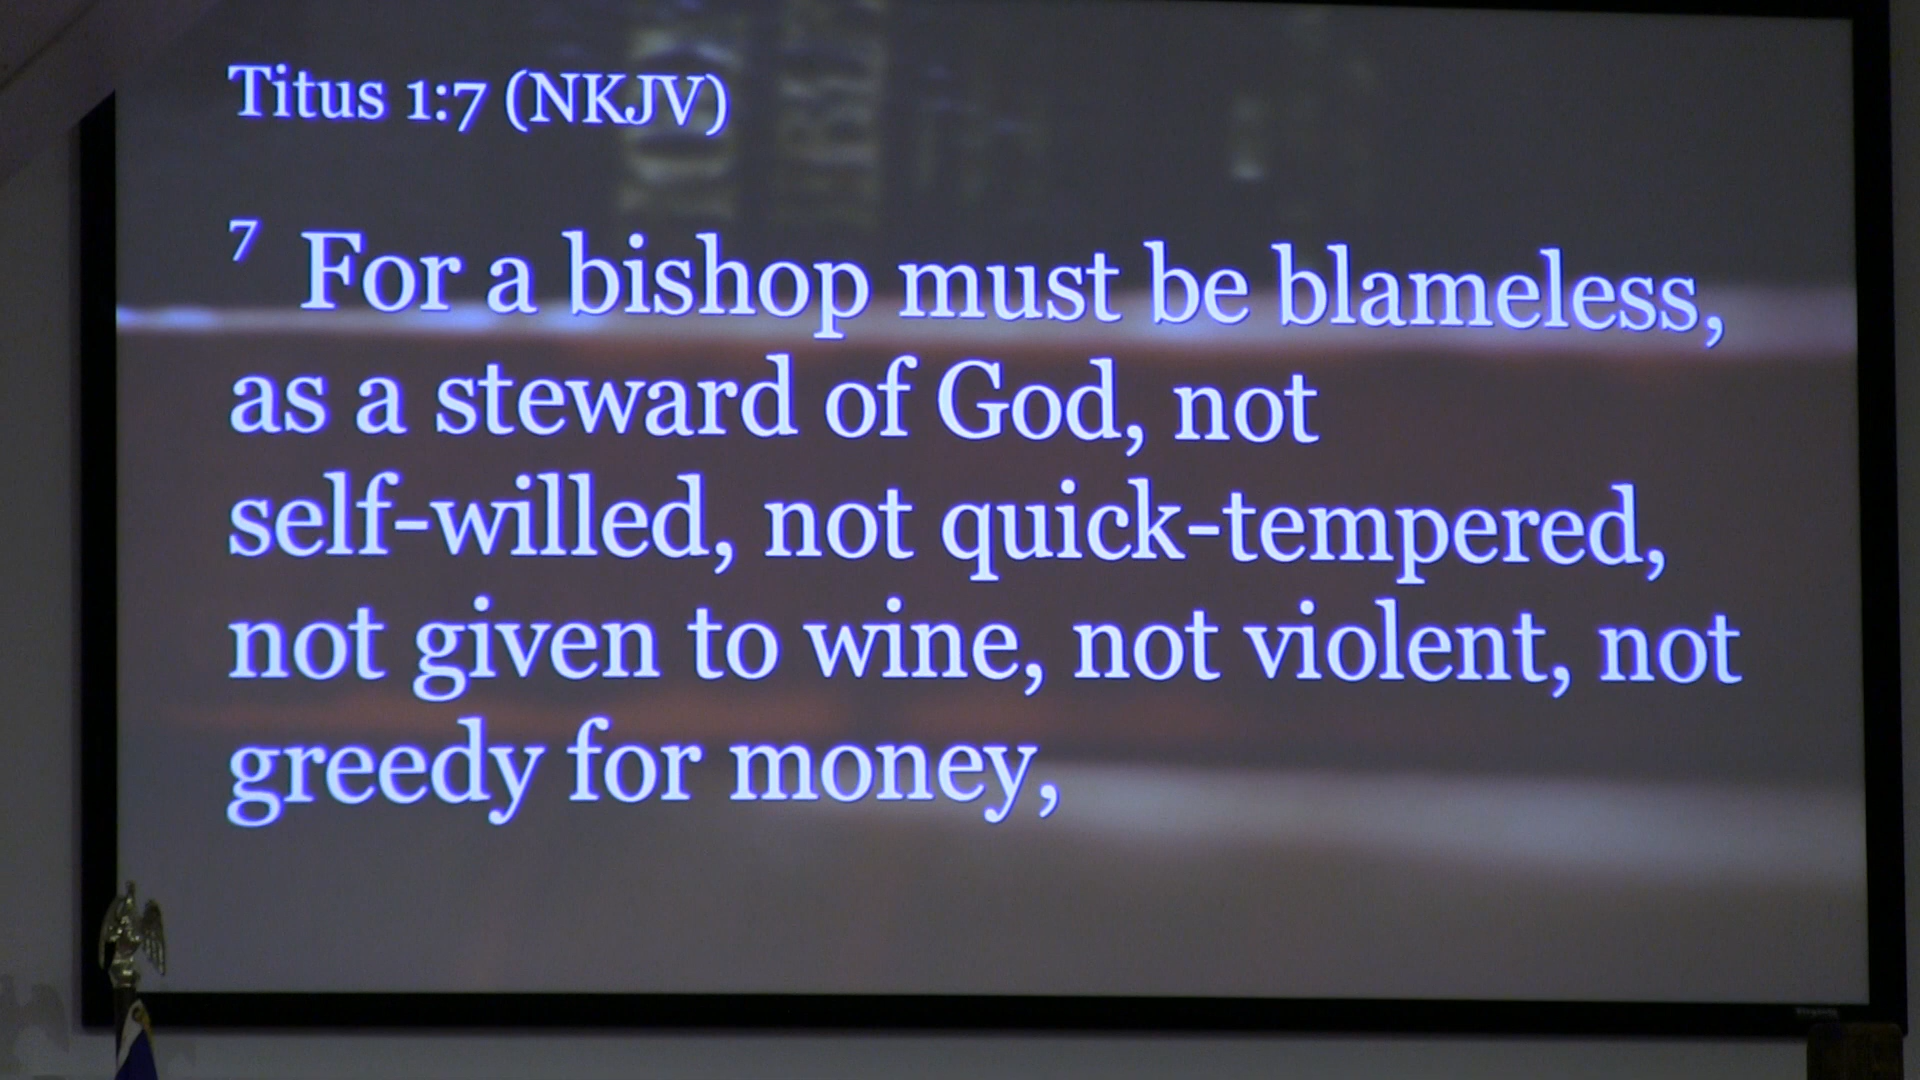 Titus 1:7 (NKJV)
7 For a bishop must be blameless,
as a steward of God, not
self-willed, not quick-tempered,
not given to wine, not violent, not
greedy for money,